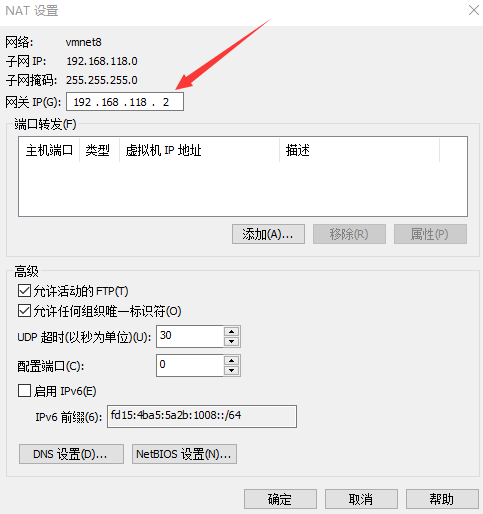 NAT 设置
网络: vmnet8
子网 IP: 192.168.118.0
子网掩码: 255.255.255.0
网关 IP(G): 192 .168 .118 . 2
端口转发(F)
主机端口 类型 虚拟机 IP 地址 描述
添加(A)... 移除(R) 属性(P)
高级
允许活动的 FTP(T)
允许任何组织唯一标识符(O)
UDP 超时(以秒为单位)(U): 30
配置端口(C): 0
启用 IPv6(E)
IPv6 前缀(6): fd15:4ba5:5a2b:1008::/64
DNS 设置(D)... NetBIOS 设置(N)...
确定 取消 帮助